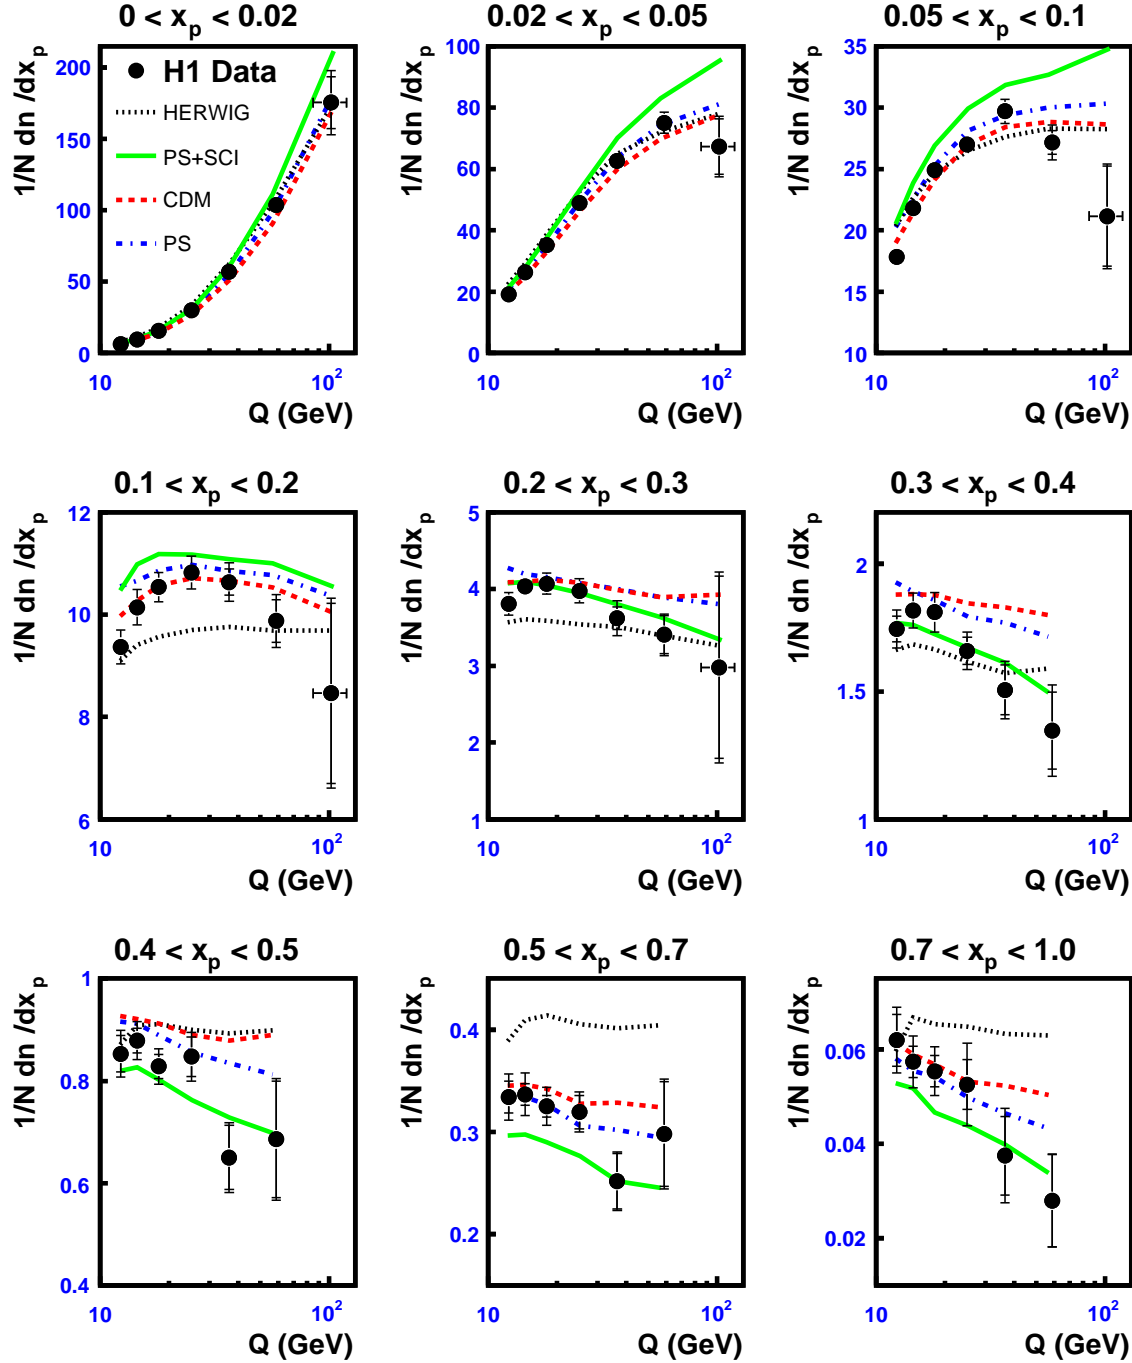 0 < xp < 0.02
0.02 < xp < 0.05
0.05 < xp < 0.1
1/N dn /dxp
200
150
100
50
0
H1 Data
HERWIG
PS+SCI
CDM
PS
10
10²
Q (GeV)
1/N dn /dxp
100
80
60
40
20
0
10
10²
Q (GeV)
1/N dn /dxp
35
30
25
20
15
10
10
10²
Q (GeV)
0.1 < xp < 0.2
0.2 < xp < 0.3
0.3 < xp < 0.4
1/N dn /dxp
12
10
8
6
10
10²
Q (GeV)
1/N dn /dxp
5
4
3
2
1
10
10²
Q (GeV)
1/N dn /dxp
2
1.5
1
10
10²
Q (GeV)
0.4 < xp < 0.5
0.5 < xp < 0.7
0.7 < xp < 1.0
1/N dn /dxp
1
0.8
0.6
0.4
10
10²
Q (GeV)
1/N dn /dxp
0.4
0.3
0.2
10
10²
Q (GeV)
1/N dn /dxp
0.06
0.04
0.02
10
10²
Q (GeV)